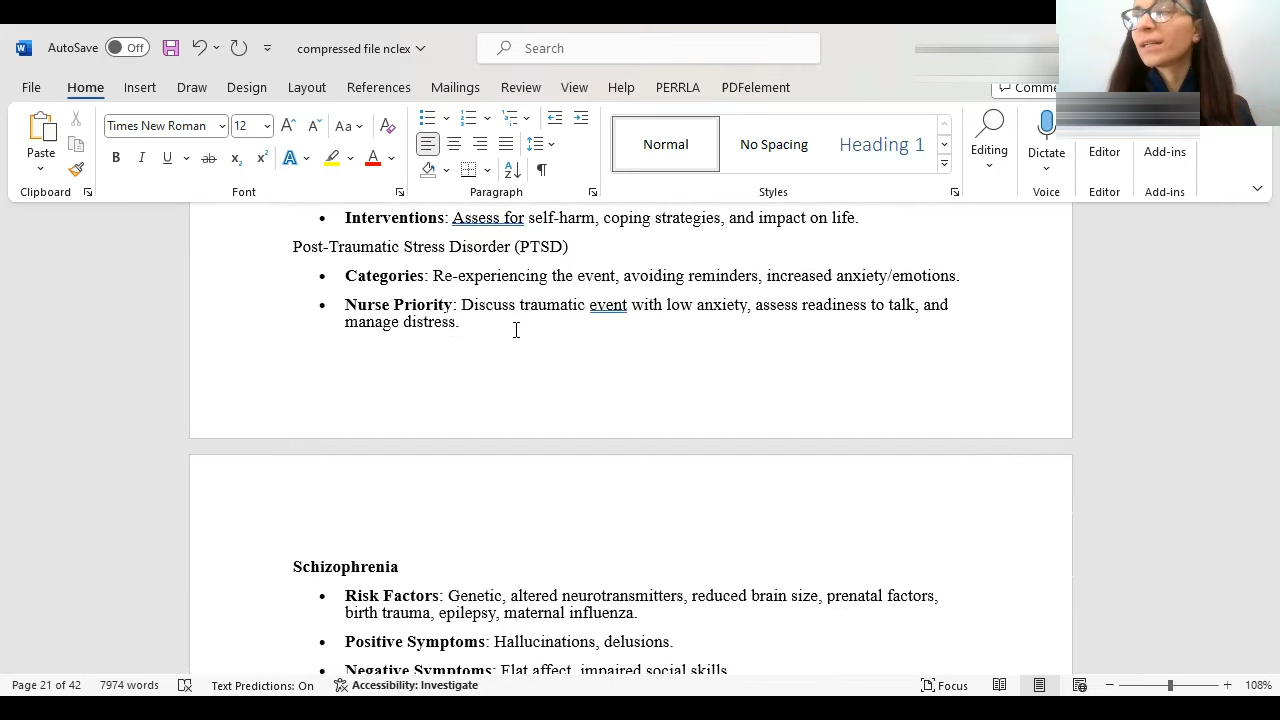 AutoSave Off compressed file nclex Search
File Home Insert Draw Design Layout References Mailings Review View Help PERRLA PDFelement
Times New Roman 12 Aa
Paste
Normal No Spacing Heading 1
Editing Dictate Editor Add-ins
Clipboard Font Paragraph Styles Voice Editor Add-ins
• Interventions: Assess for self-harm, coping strategies, and impact on life.
Post-Traumatic Stress Disorder (PTSD)
• Categories: Re-experiencing the event, avoiding reminders, increased anxiety/emotions.
• Nurse Priority: Discuss traumatic event with low anxiety, assess readiness to talk, and
manage distress.
Schizophrenia
• Risk Factors: Genetic, altered neurotransmitters, reduced brain size, prenatal factors,
birth trauma, epilepsy, maternal influenza.
• Positive Symptoms: Hallucinations, delusions.
• Negative Symptoms: Flat affect, impaired social skills
Page 21 of 42 7974 words Text Predictions: On Accessibility: Investigate Focus 108%